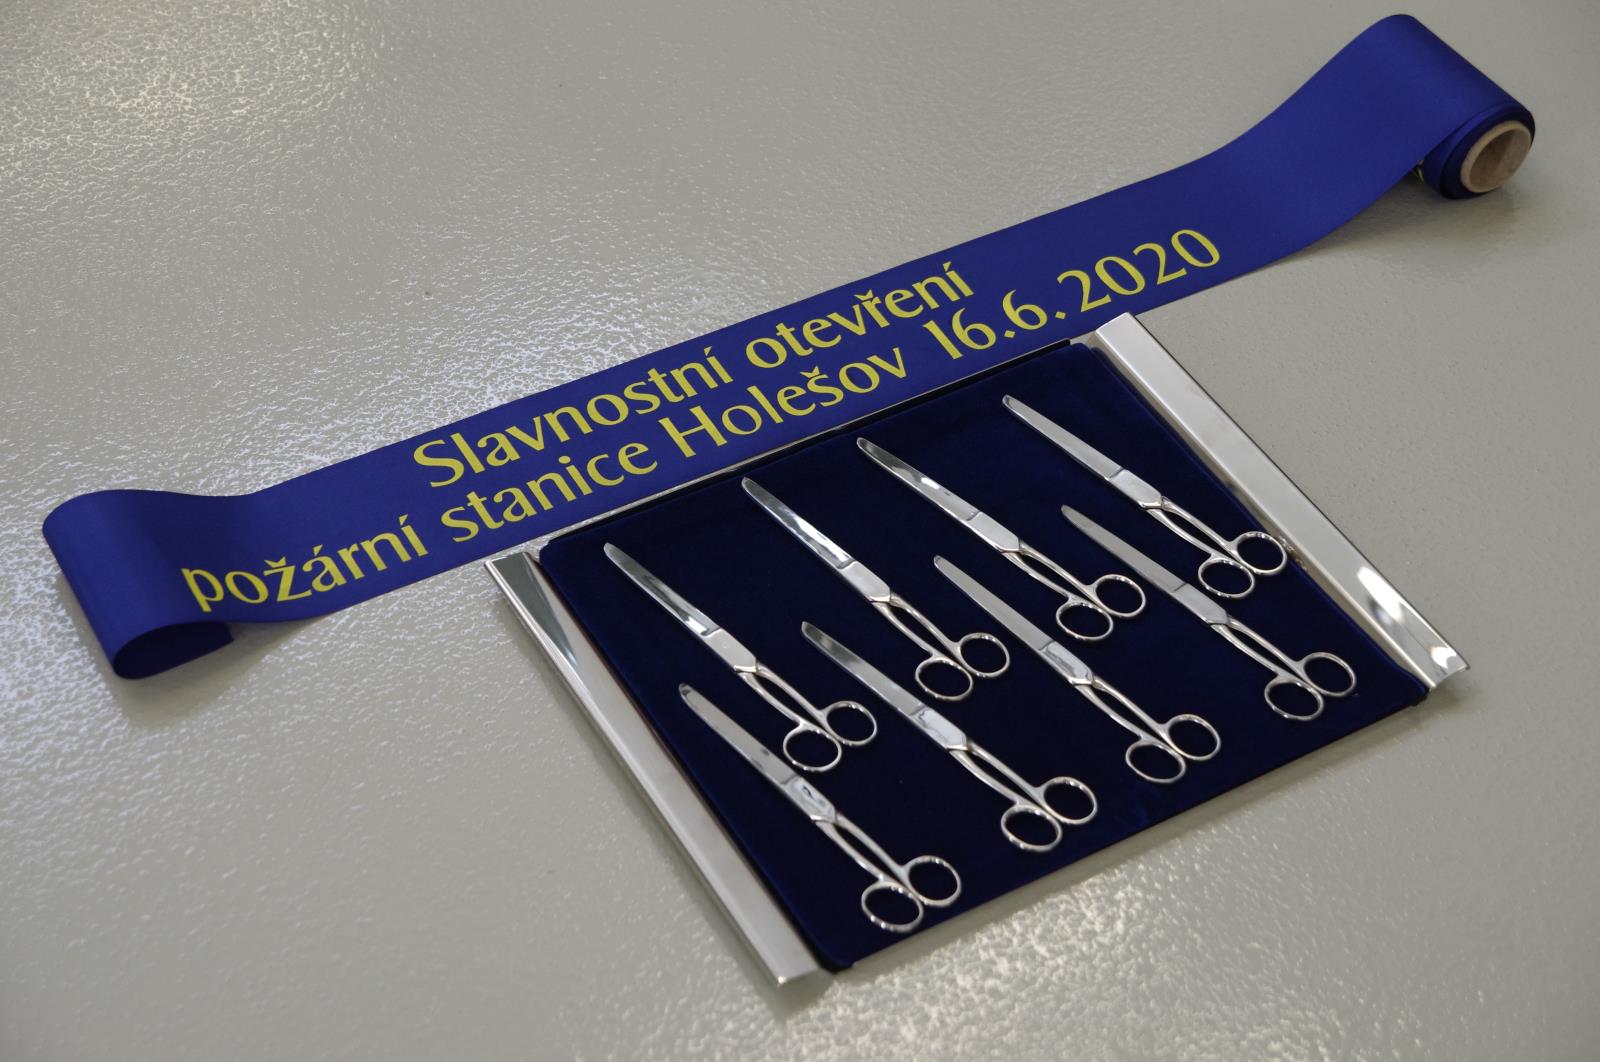 Slavnostní otevření
požární stanice Holešov 16.6.2020